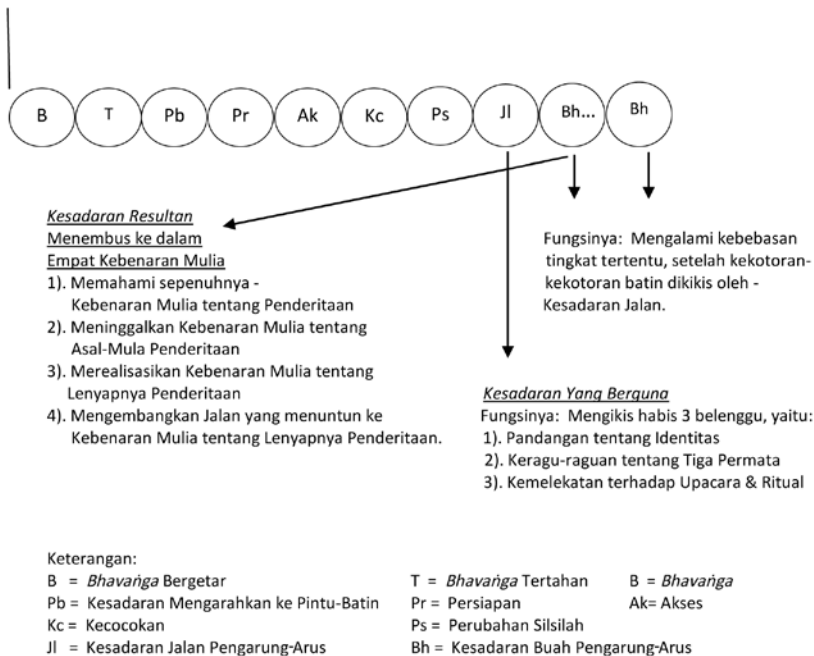 B T Pb Pr Ak Kc Ps Jl Bh... Bh
Kesadaran Resultan
Menembus ke dalam
Empat Kebenaran Mulia
1). Memahami sepenuhnya -
Kebenaran Mulia tentang Penderitaan
2). Meninggalkan Kebenaran Mulia tentang
Asal-Mula Penderitaan
3). Merealisasikan Kebenaran Mulia tentang
Lenyapnya Penderitaan
4). Mengembangkan Jalan yang menuntun ke
Kebenaran Mulia tentang Lenyapnya Penderitaan.
Fungsinya: Mengalami kebebasan
tingkat tertentu, setelah kekotoran-
kekotoran batin dikikis oleh -
Kesadaran Jalan.
Kesadaran Yang Berguna
Fungsinya: Mengikis habis 3 belenggu, yaitu:
1). Pandangan tentang Identitas
2). Keragu-raguan tentang Tiga Permata
3). Kemelekatan terhadap Upacara & Ritual
Keterangan:
B = Bhavaṅga Bergetar T = Bhavaṅga Tertahan B = Bhavaṅga
Pb = Kesadaran Mengarahkan ke Pintu-Batin Pr = Persiapan Ak= Akses
Kc = Kecocokan Ps = Perubahan Silsilah
Jl = Kesadaran Jalan Pengarung-Arus Bh = Kesadaran Buah Pengarung-Arus